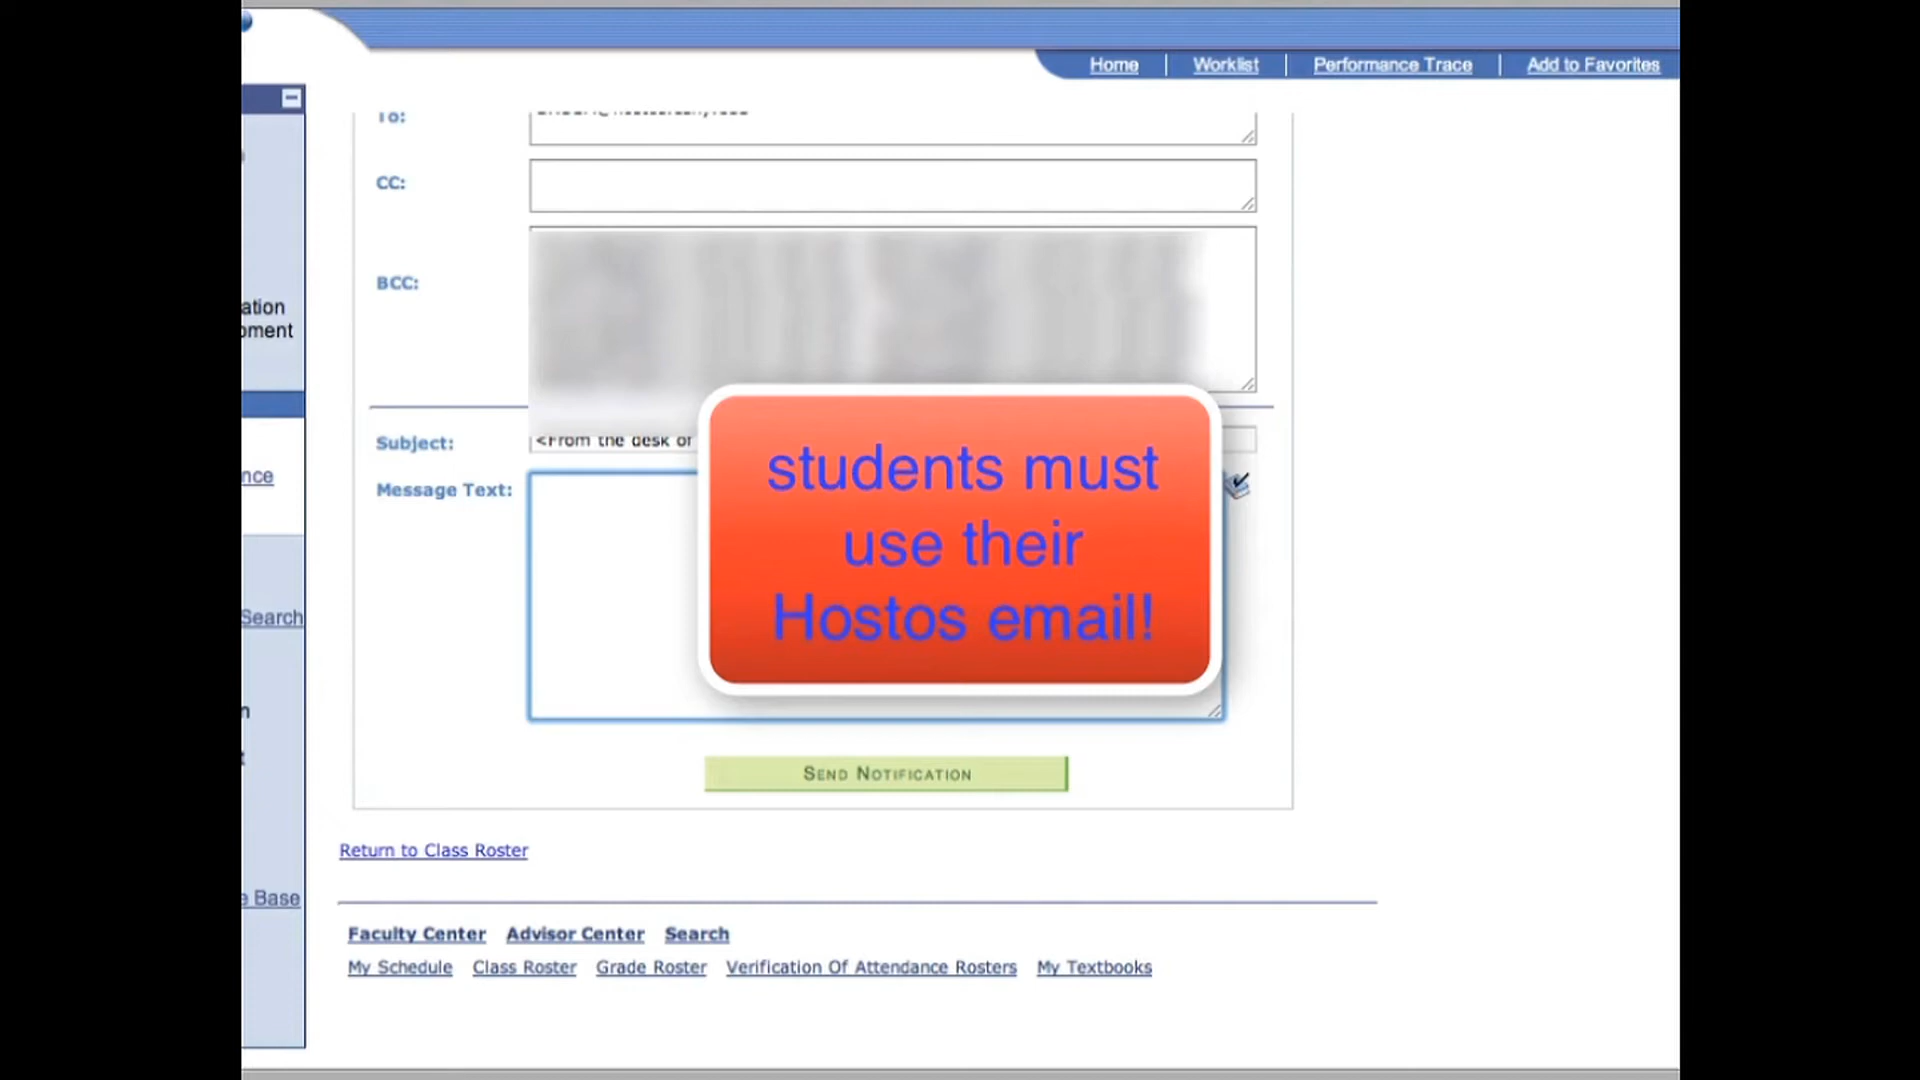 Home Worklist Performance Trace Add to Favorites
To:
CC:
BCC:
ation
pment
Subject: <From the desk of
nce
Message Text:
students must
use their
Hostos email!
Search
n
SEND NOTIFICATION
Return to Class Roster
e Base
Faculty Center Advisor Center Search
My Schedule Class Roster Grade Roster Verification Of Attendance Rosters My Textbooks